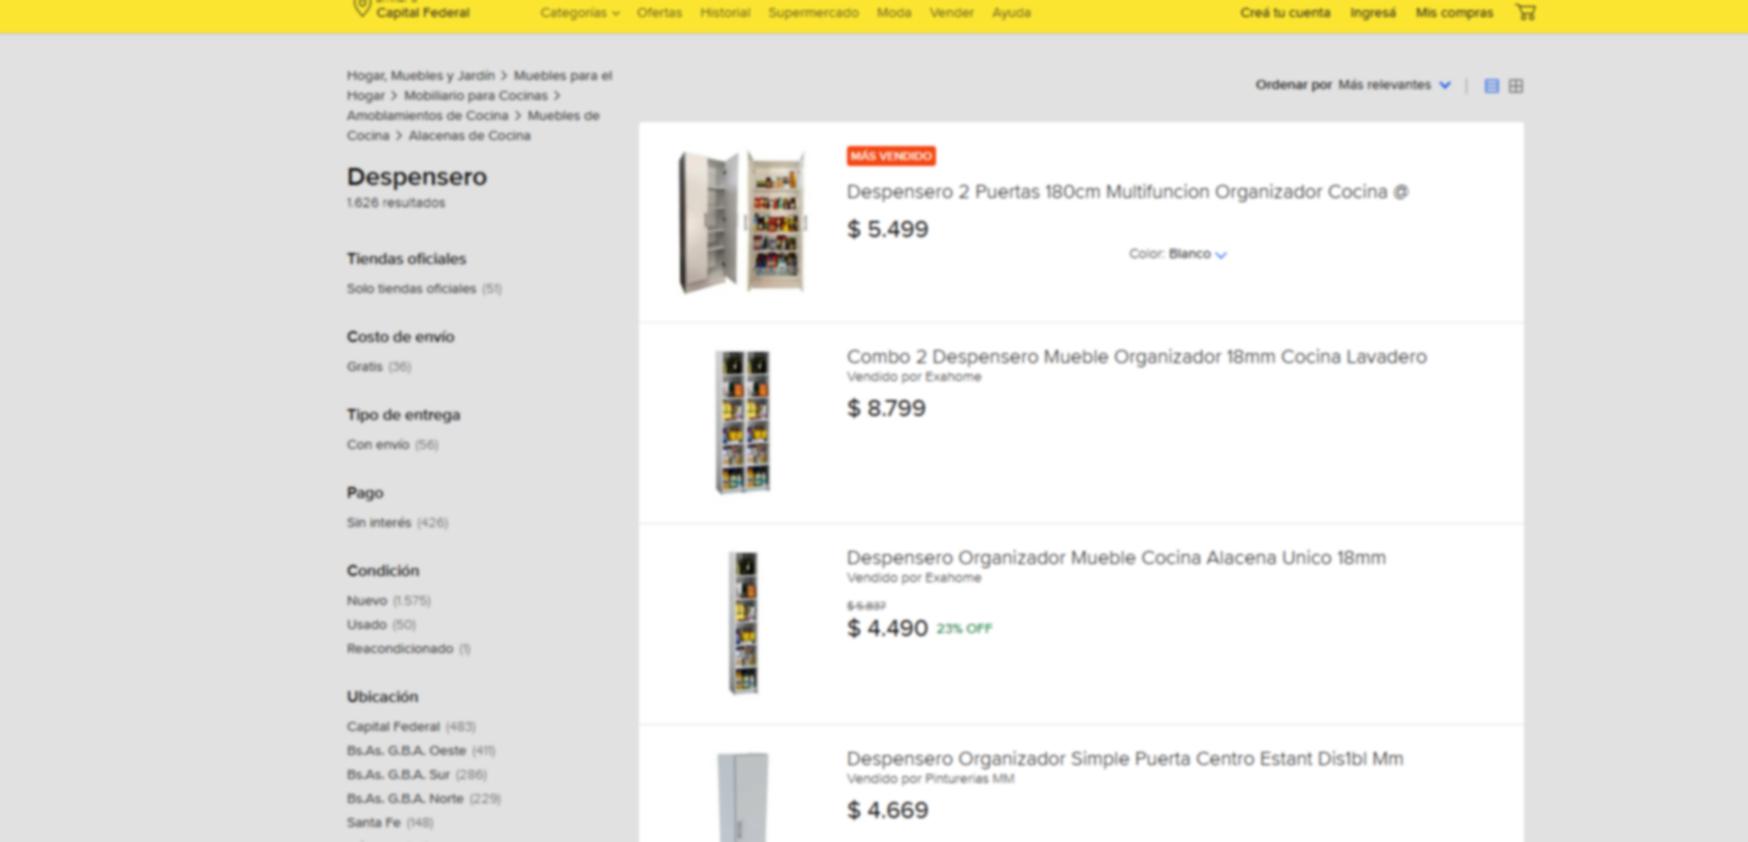 Capital Federal
Categorías
Ofertas
Historial
Supermercado
Moda
Vender
Ayuda
Creá tu cuenta
Ingresá
Mis compras
Hogar, Muebles y Jardín > Muebles para el
Hogar > Mobiliario para Cocinas >
Amoblamientos de Cocina > Muebles de
Cocina > Alacenas de Cocina
Despensero
1.626 resultados
Tiendas oficiales
Solo tiendas oficiales (51)
Costo de envío
Gratis (36)
Tipo de entrega
Con envío (56)
Pago
Sin interés (426)
Condición
Nuevo (1.575)
Usado (50)
Reacondicionado (1)
Ubicación
Capital Federal (483)
Bs.As. G.B.A. Oeste (411)
Bs.As. G.B.A. Sur (286)
Bs.As. G.B.A. Norte (229)
Santa Fe (148)
Ordenar por Más relevantes
MÁS VENDIDO
Despensero 2 Puertas 180cm Multifuncion Organizador Cocina @
$ 5.499
Color: Blanco
Combo 2 Despensero Mueble Organizador 18mm Cocina Lavadero
Vendido por Exahome
$ 8.799
Despensero Organizador Mueble Cocina Alacena Unico 18mm
Vendido por Exahome
$ 5.837
$ 4.490 23% OFF
Despensero Organizador Simple Puerta Centro Estant Dis1bl Mm
Vendido por Pinturerias MM
$ 4.669